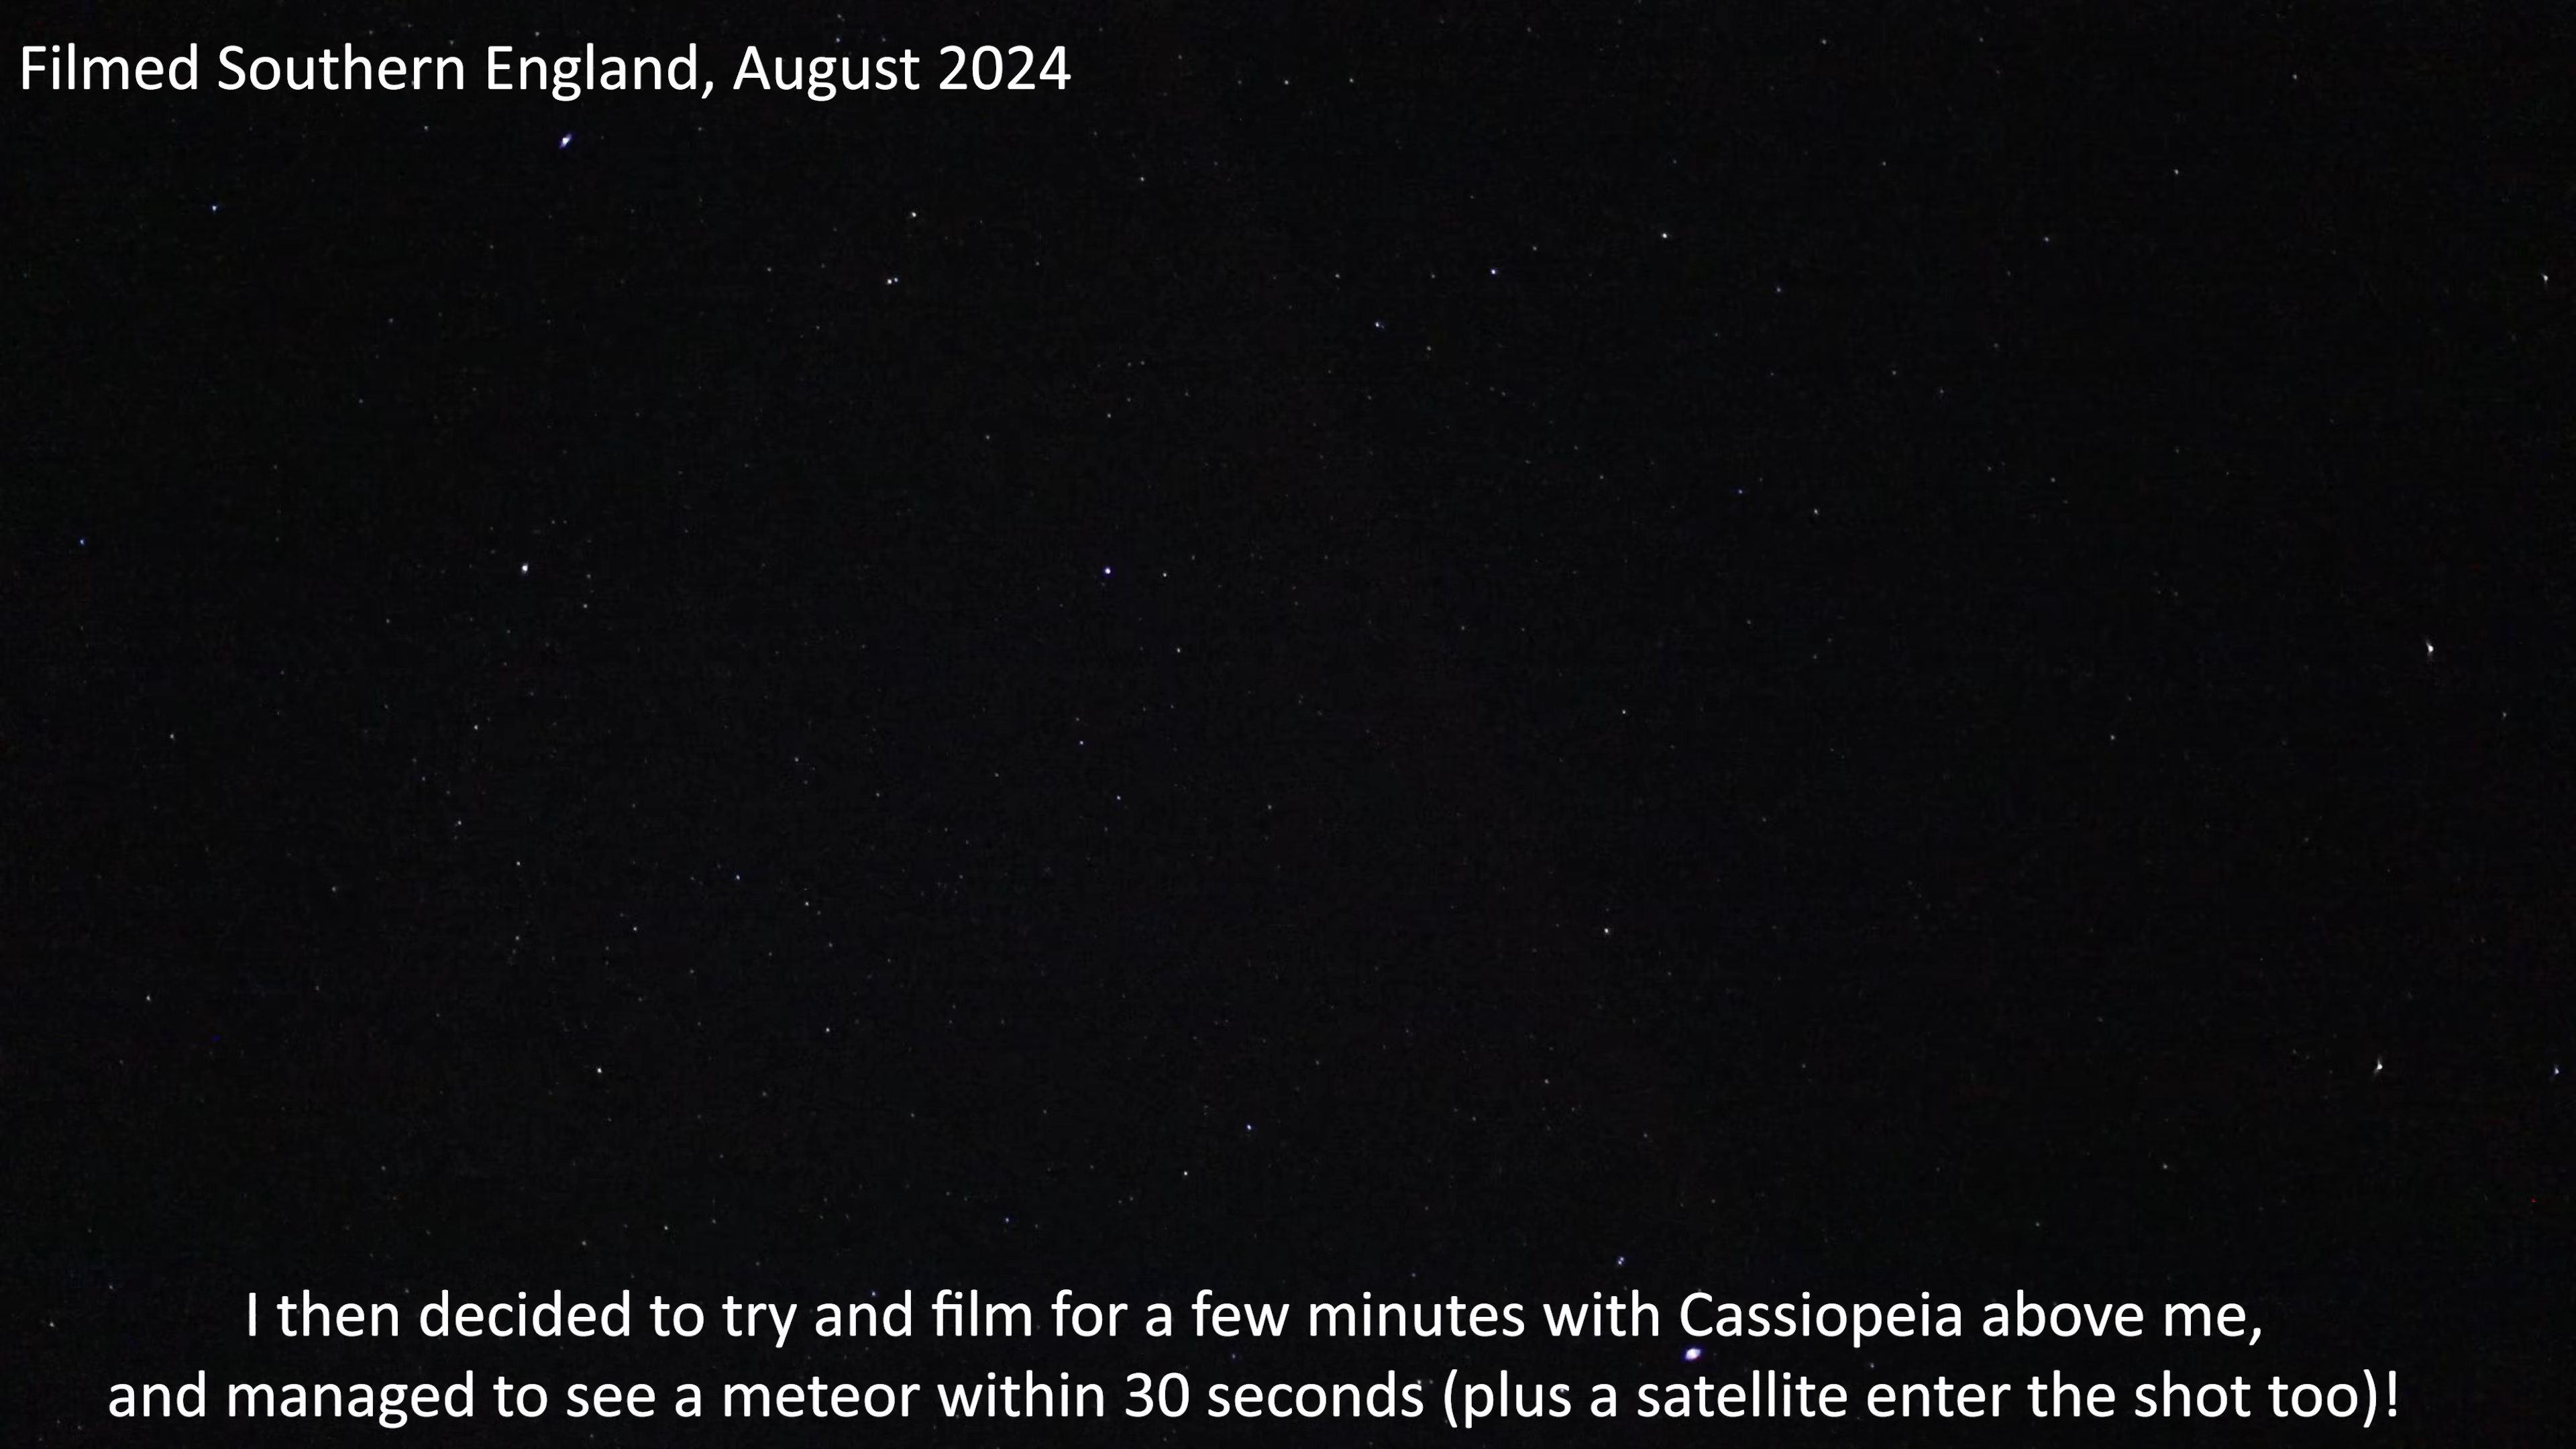 Filmed Southern England, August 2024
I then decided to try and film for a few minutes with Cassiopeia above me,
and managed to see a meteor within 30 seconds (plus a satellite enter the shot too)!